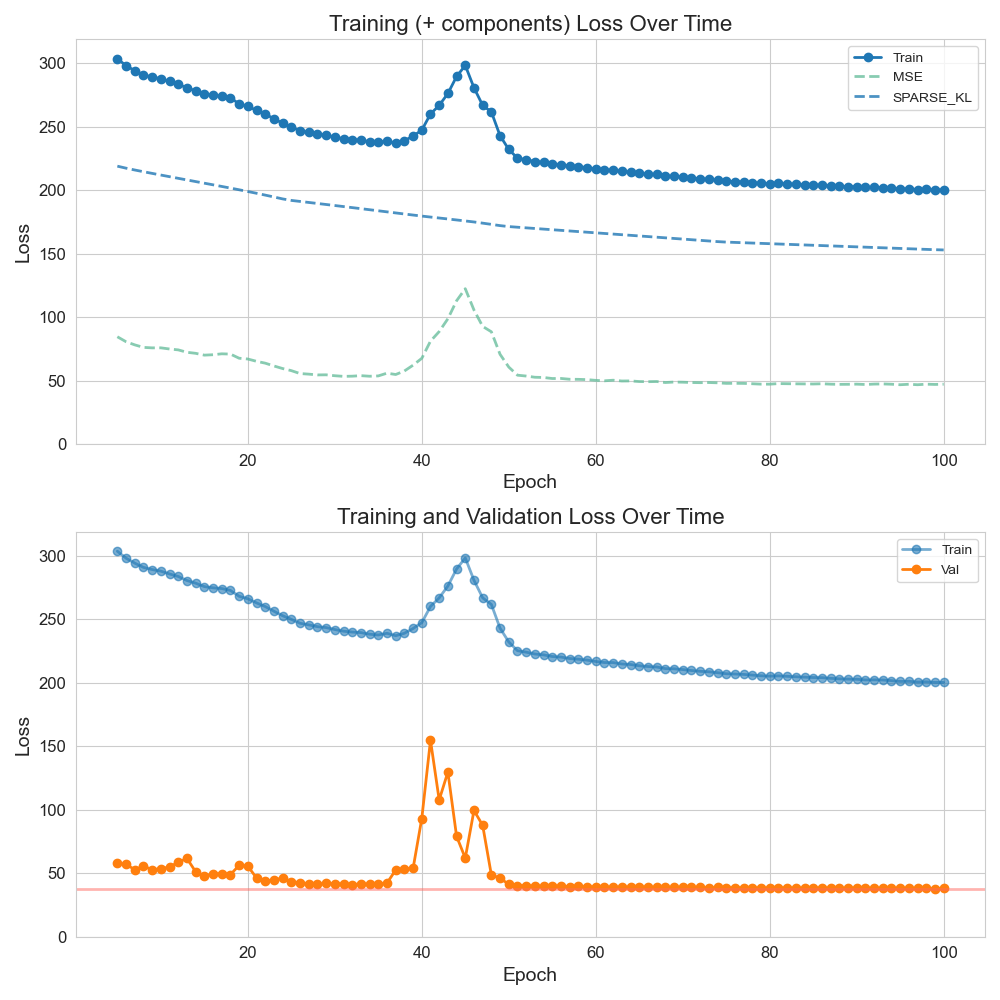 Training (+ components) Loss Over Time
Train
MSE
SPARSE_KL
Loss
300
250
200
150
100
50
0
20 40 60 80 100
Epoch
Training and Validation Loss Over Time
Train
Val
Loss
300
250
200
150
100
50
0
20 40 60 80 100
Epoch